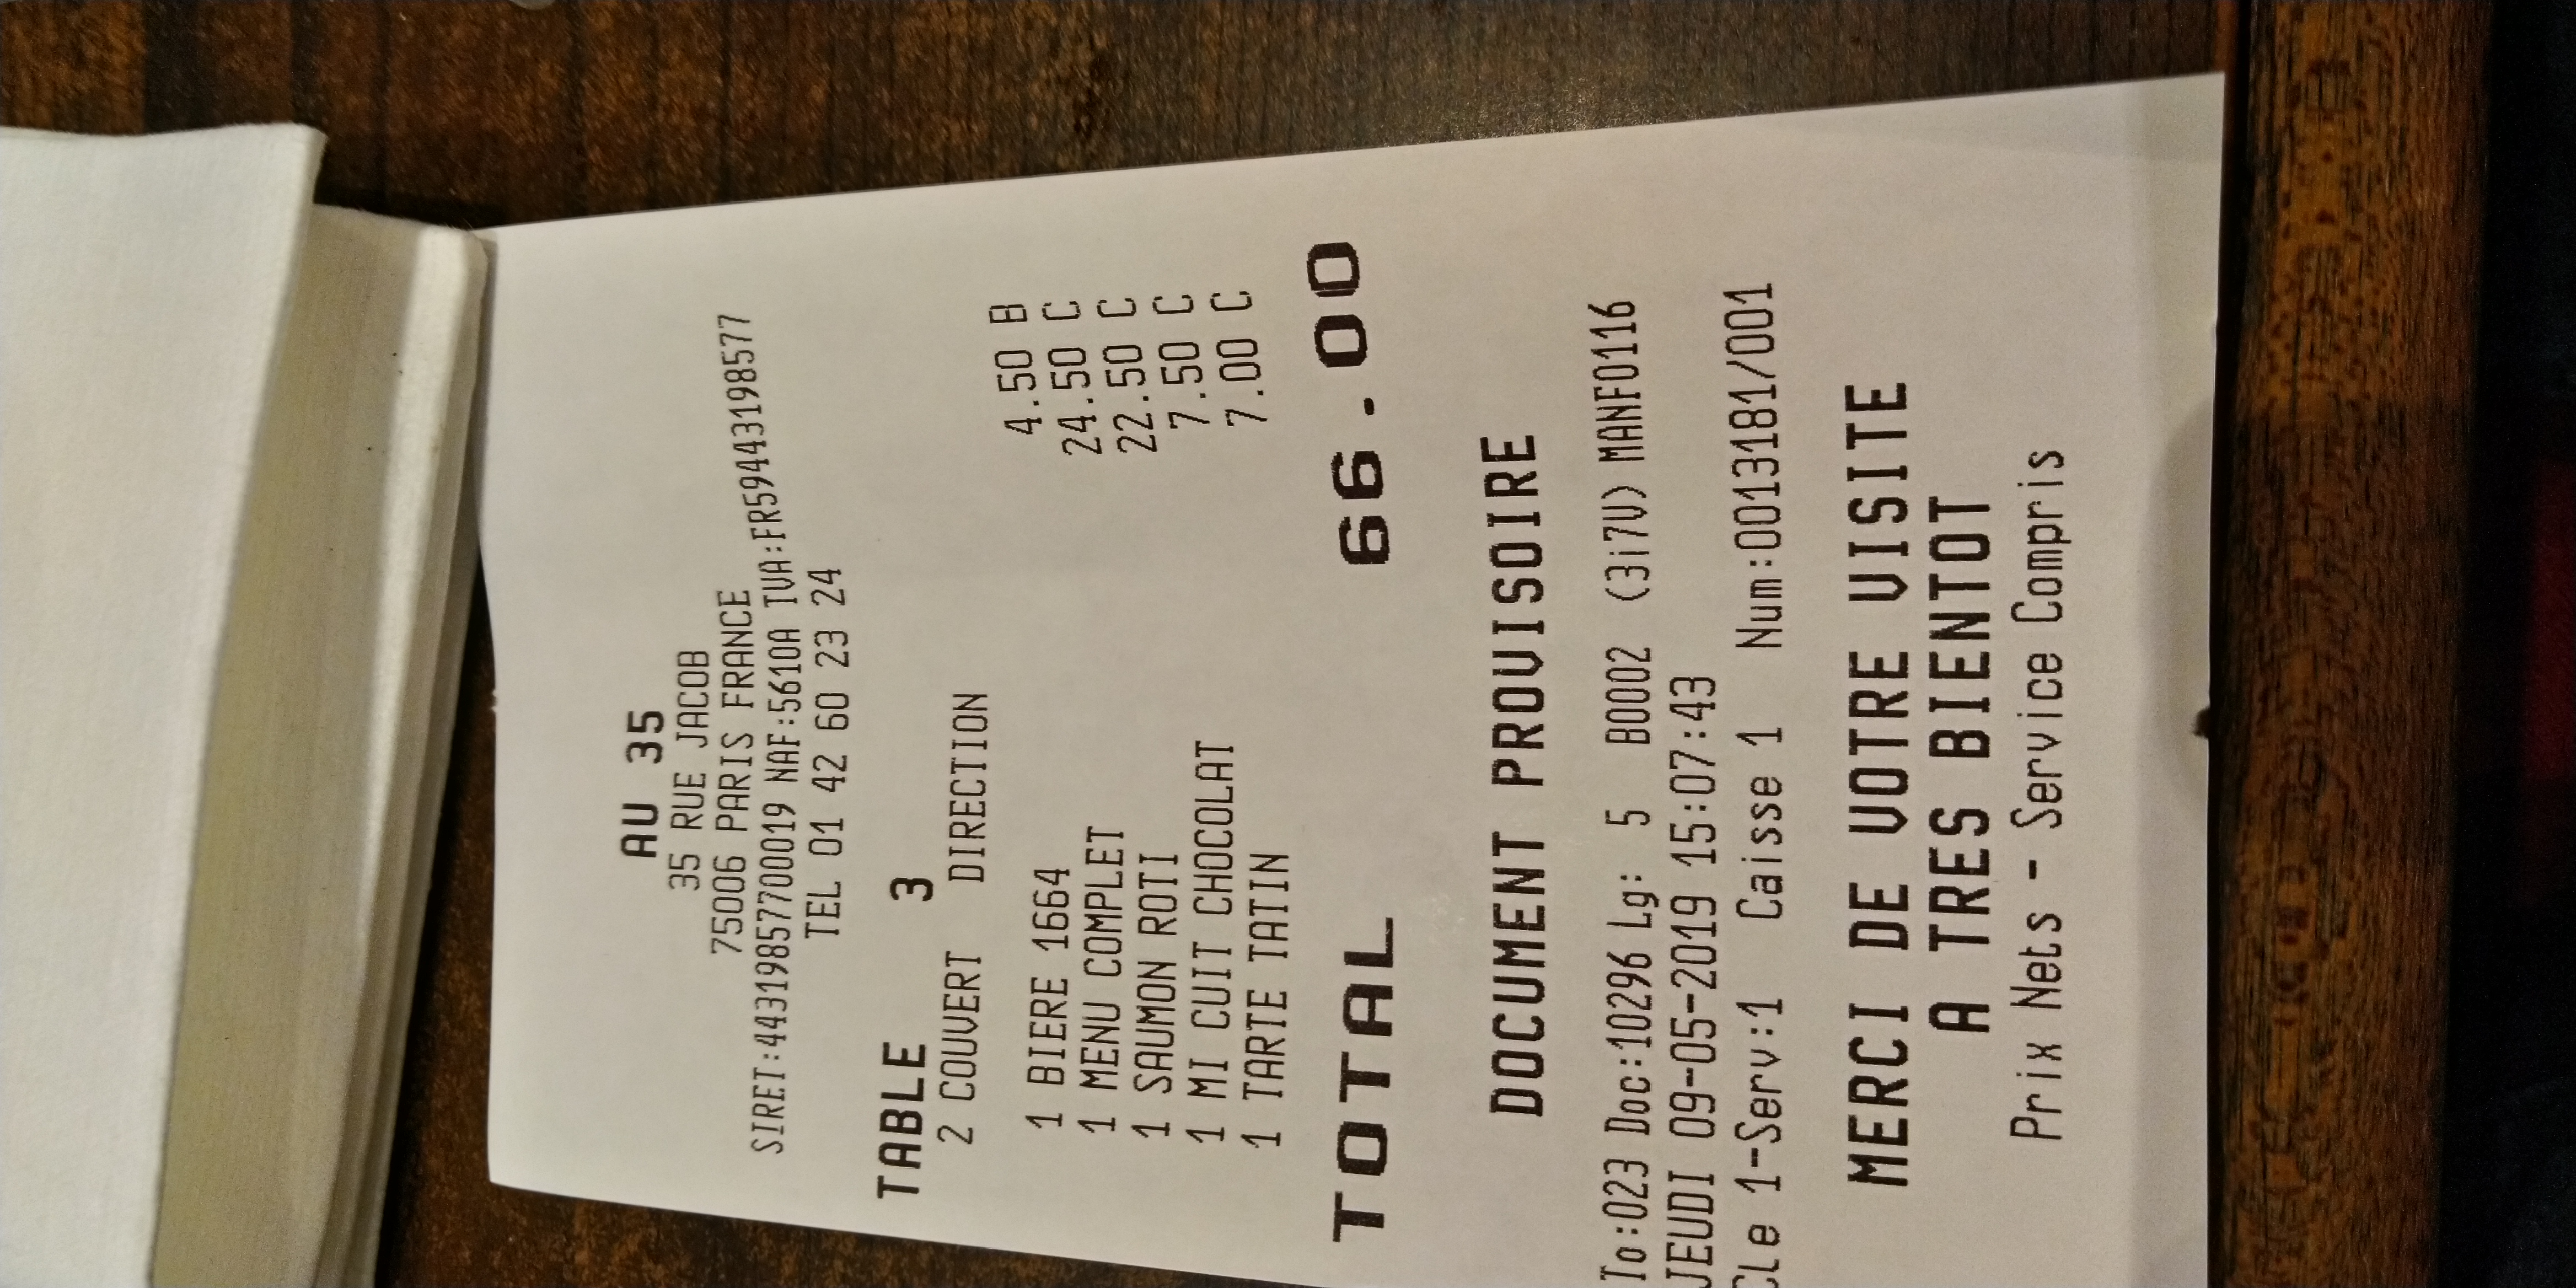 AU 35
35 RUE JACOB
75006 PARIS FRANCE
SIRET:44319857700019 NAF:5610A TVA:FR59443198577
TEL 01 42 60 23 24
TABLE 3
2 COUVERT DIRECTION
1 BIERE 1664 4.50 B
1 MENU COMPLET 24.50 C
1 SAUMON ROTI 22.50 C
1 MI CUIT CHOCOLAT 7.50 C
1 TARTE TATIN 7.00 C
TOTAL 66.00
DOCUMENT PROVISOIRE
To:023 Doc:10296 Lg: 5 B0002 (3i7U) MANF0116
JEUDI 09-05-2019 15:07:43
Cle 1-Serv:1 Caisse 1 Num:0013181/001
MERCI DE VOTRE VISITE
A TRES BIENTOT
Prix Nets - Service Compris